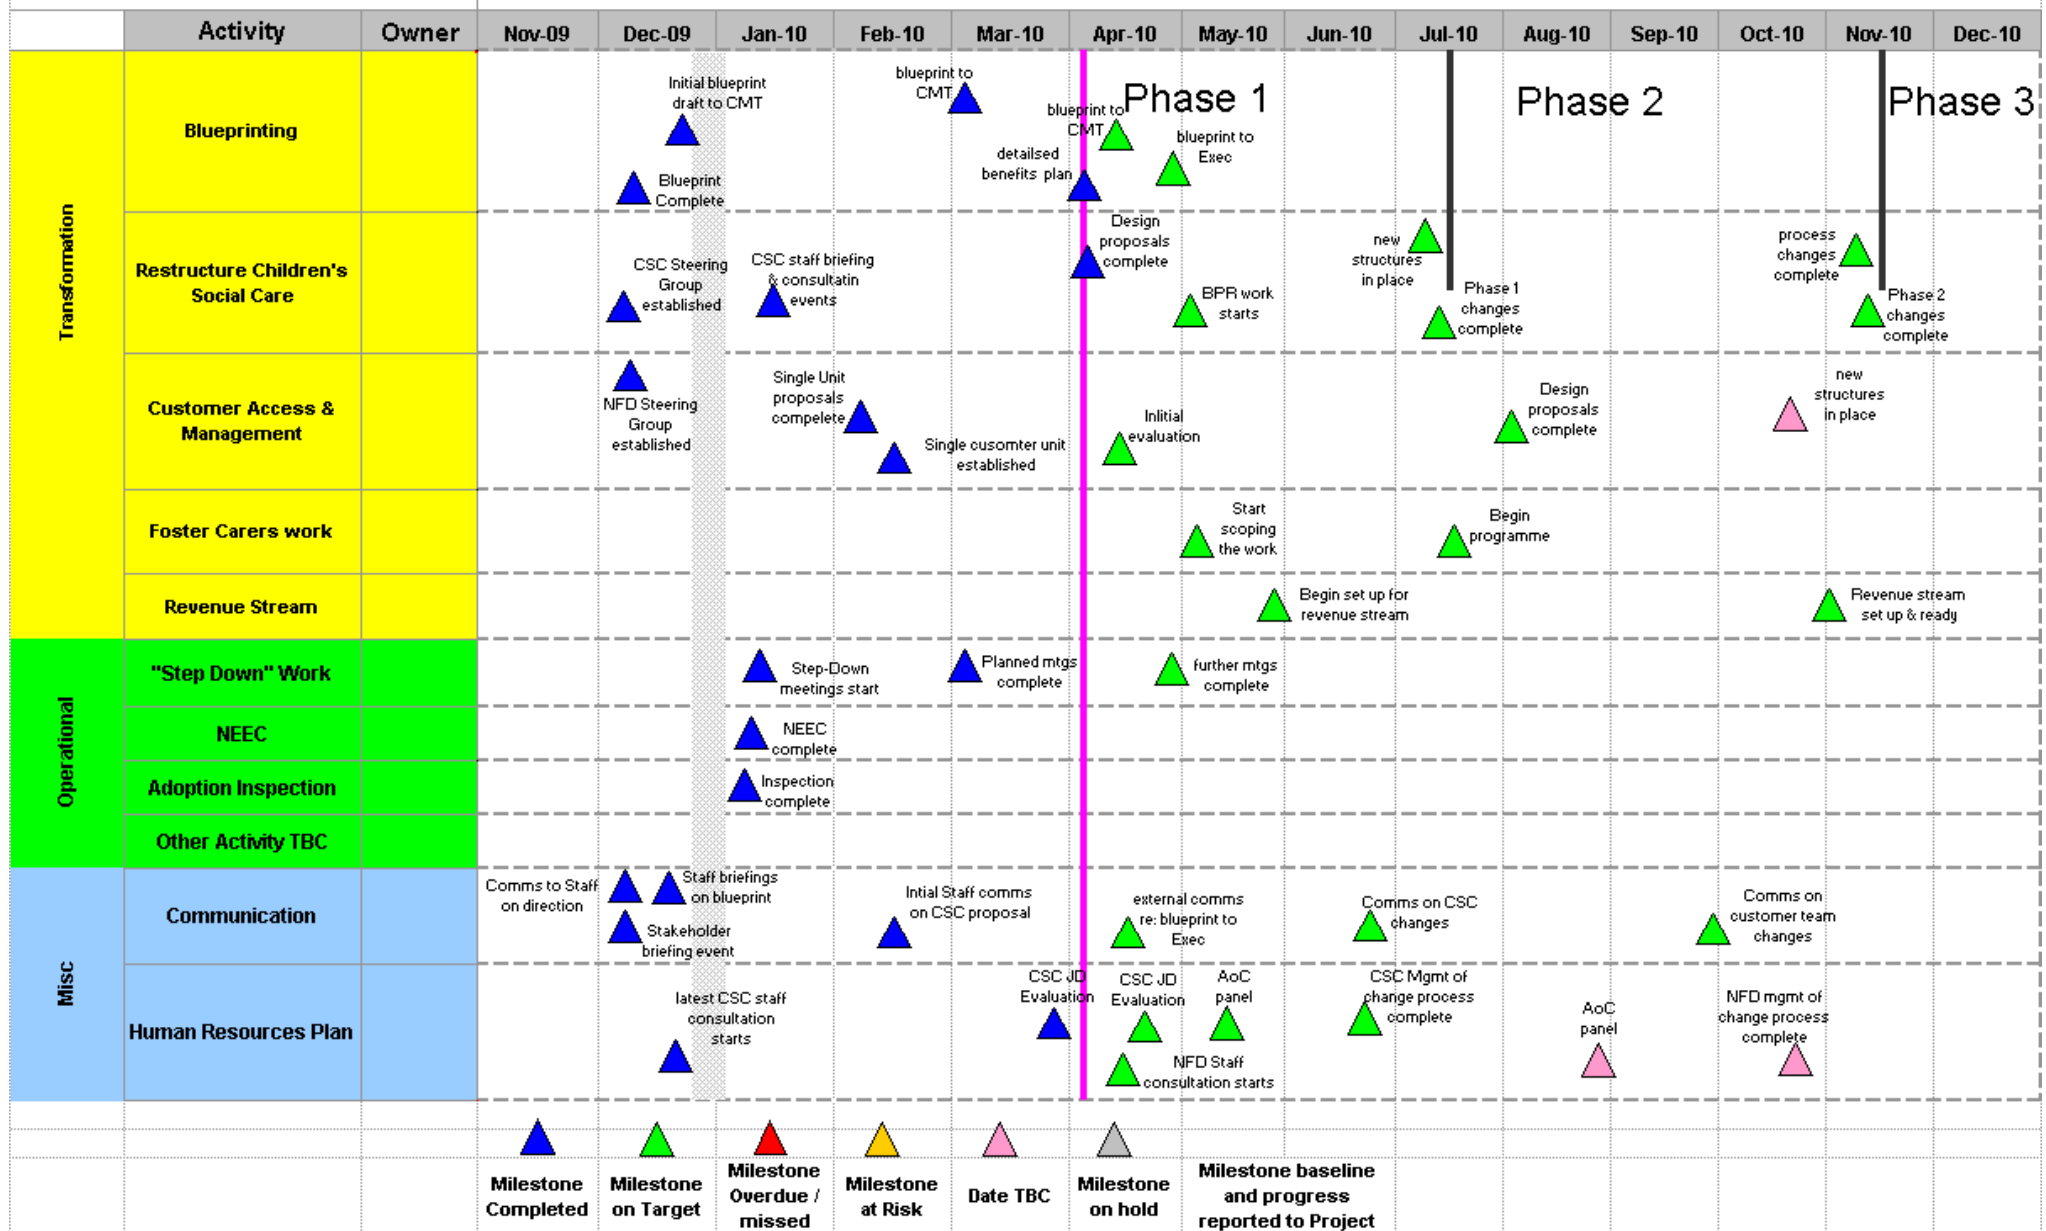 Activity Owner Nov-09 Dec-09 Jan-10 Feb-10 Mar-10 Apr-10 May-10 Jun-10 Jul-10 Aug-10 Sep-10 Oct-10 Nov-10 Dec-10
Transformation
Blueprinting
Initial blueprint
draft to CMT
Blueprint
Complete
blueprint to
CMT
detailsed
benefits plan
blueprint to
CMT
blueprint to
Exec
Phase 1
Phase 2
Phase 3
Restructure Children's
Social Care
CSC Steering
Group
established
CSC staff briefing
& consultatin
events
Design
proposals
complete
BPR work
starts
new
structures
in place
Phase 1
changes
complete
process
changes
complete
Phase 2
changes
complete
Customer Access &
Management
NFD Steering
Group
established
Single Unit
proposals
compelete
Single cusomter unit
established
Inlitial
evaluation
Design
proposals
complete
new
structures
in place
Foster Carers work
Start
scoping
the work
Begin
programme
Revenue Stream
Begin set up for
revenue stream
Revenue stream
set up & ready
Operational
"Step Down" Work
Step-Down
meetings start
Planned mtgs
complete
further mtgs
complete
NEEC
NEEC
complete
Adoption Inspection
Inspection
complete
Other Activity TBC
Misc
Communication
Comms to Staff
on direction
Staff briefings
on blueprint
Stakeholder
briefing event
Intial Staff comms
on CSC proposal
external comms
re: blueprint to
Exec
Comms on CSC
changes
Comms on
customer team
changes
Human Resources Plan
latest CSC staff
consultation
starts
CSC JD
Evaluation
CSC JD
Evaluation
AoC
panel
NFD Staff
consultation starts
CSC Mgmt of
change process
complete
AoC
panel
NFD mgmt of
change process
complete
Milestone
Completed
Milestone
on Target
Milestone
Overdue /
missed
Milestone
at Risk
Date TBC
Milestone
on hold
Milestone baseline
and progress
reported to Project